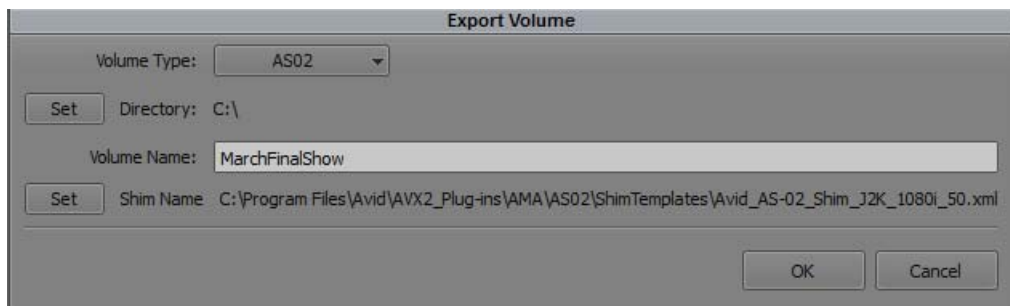 Export Volume
Volume Type: AS02
Set Directory: C:\
Volume Name: MarchFinalShow
Set Shim Name C:\Program Files\Avid\AVX2_Plug-ins\AMA\AS02\ShimTemplates\Avid_AS-02_Shim_J2K_1080i_50.xml
OK Cancel